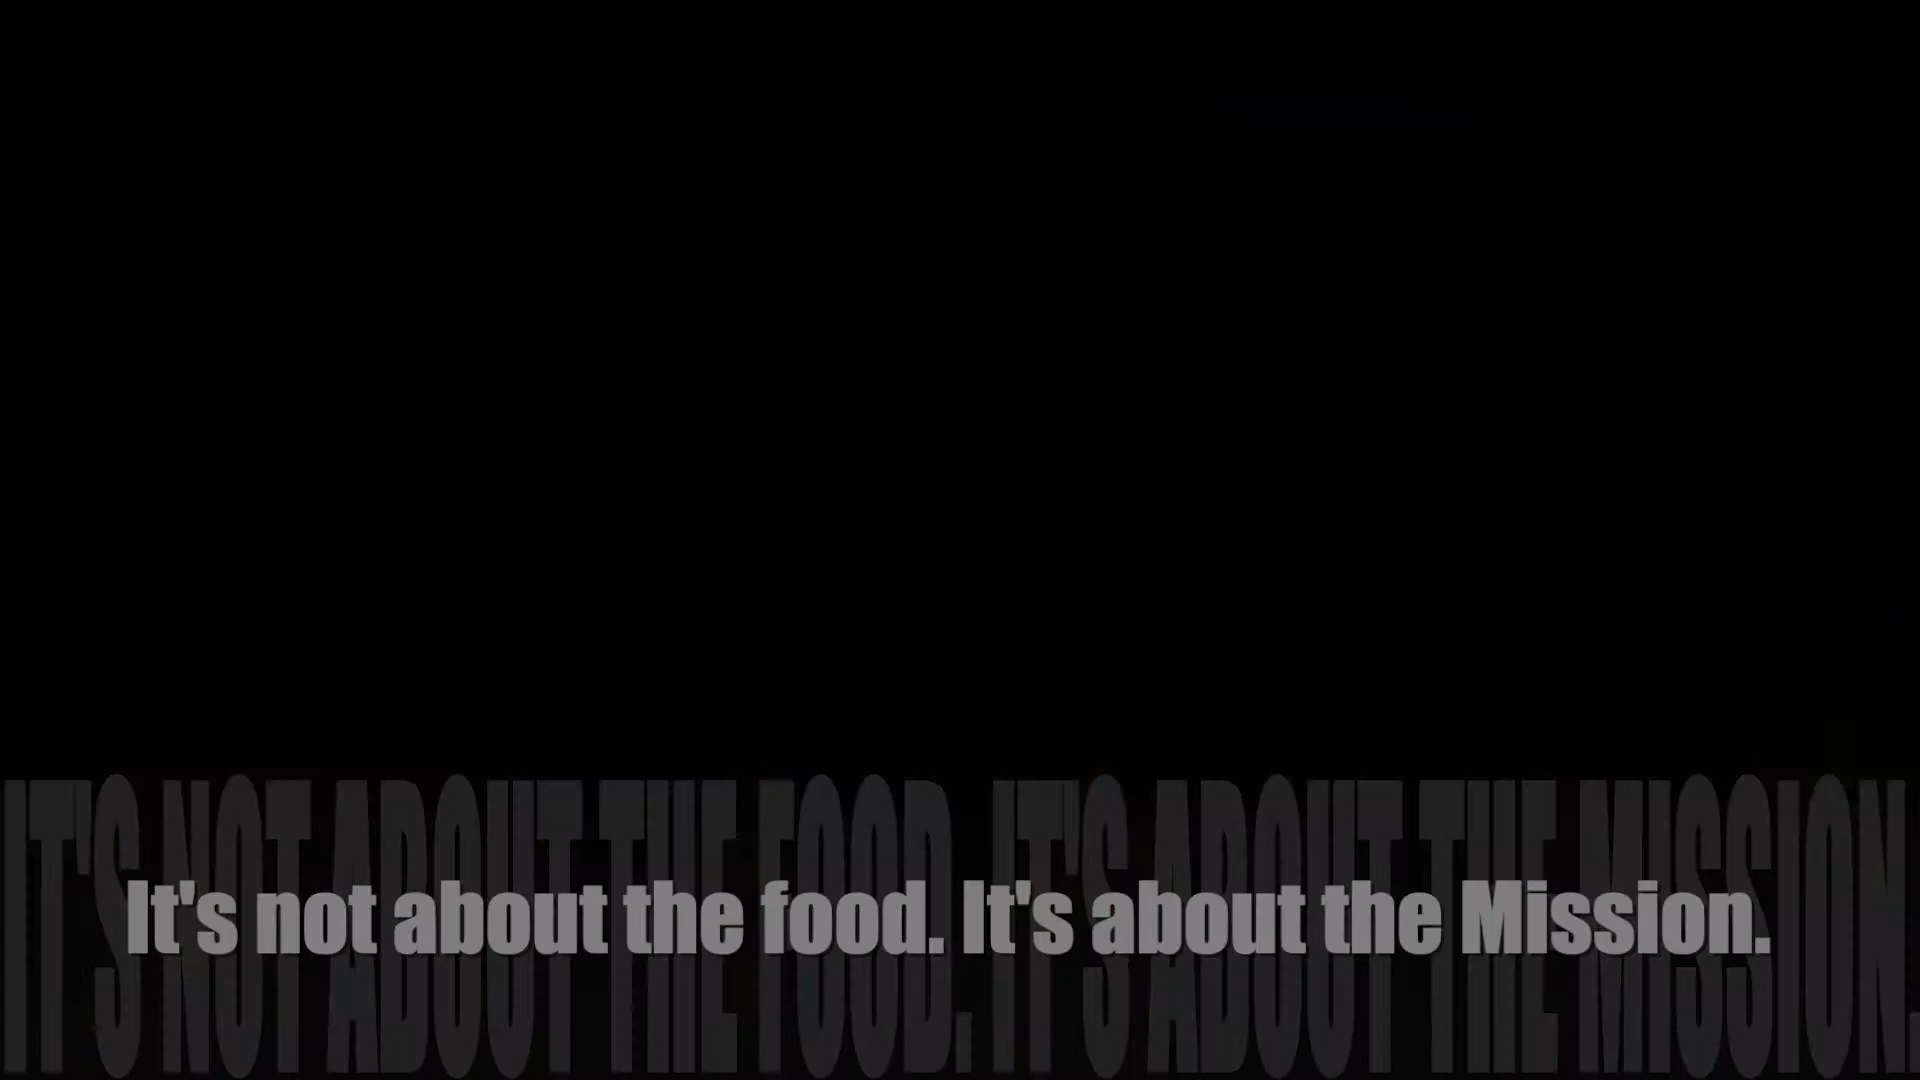 IT'S NOT ABOUT THE FOOD. IT'S ABOUT THE MISSION.
It's not about the food. It's about the Mission.